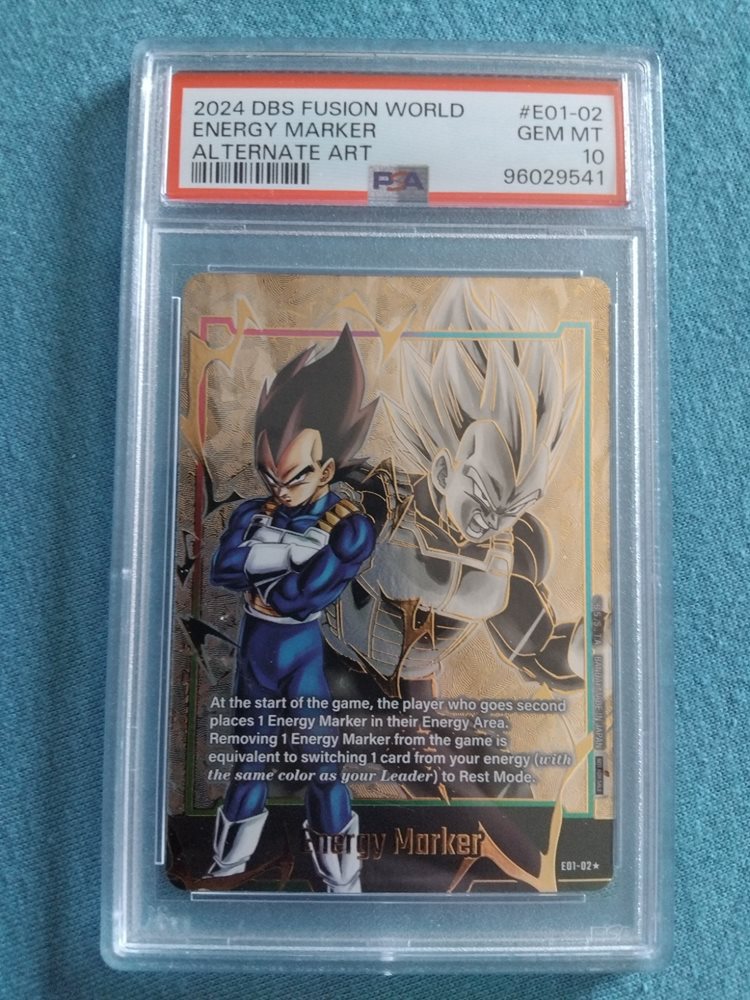 2024 DBS FUSION WORLD #E01-02
ENERGY MARKER GEM MT
ALTERNATE ART 10
PSA 96029541
At the start of the game, the player who goes second
places 1 Energy Marker in their Energy Area.
Removing 1 Energy Marker from the game is
equivalent to switching 1 card from your energy (with
the same color as your Leader) to Rest Mode.
Energy Marker
E01-02★